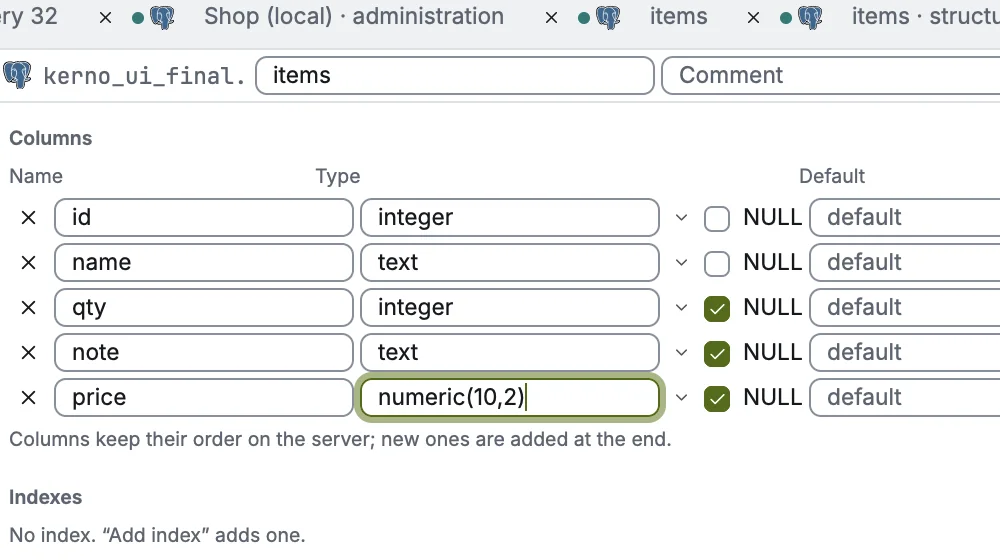 ery 32 × Shop (local) · administration × items × items · structu
kerno_ui_final. items Comment
Columns
Name Type Default
× id integer NULL default
× name text NULL default
× qty integer NULL default
× note text NULL default
× price numeric(10,2) NULL default
Columns keep their order on the server; new ones are added at the end.
Indexes
No index. “Add index” adds one.